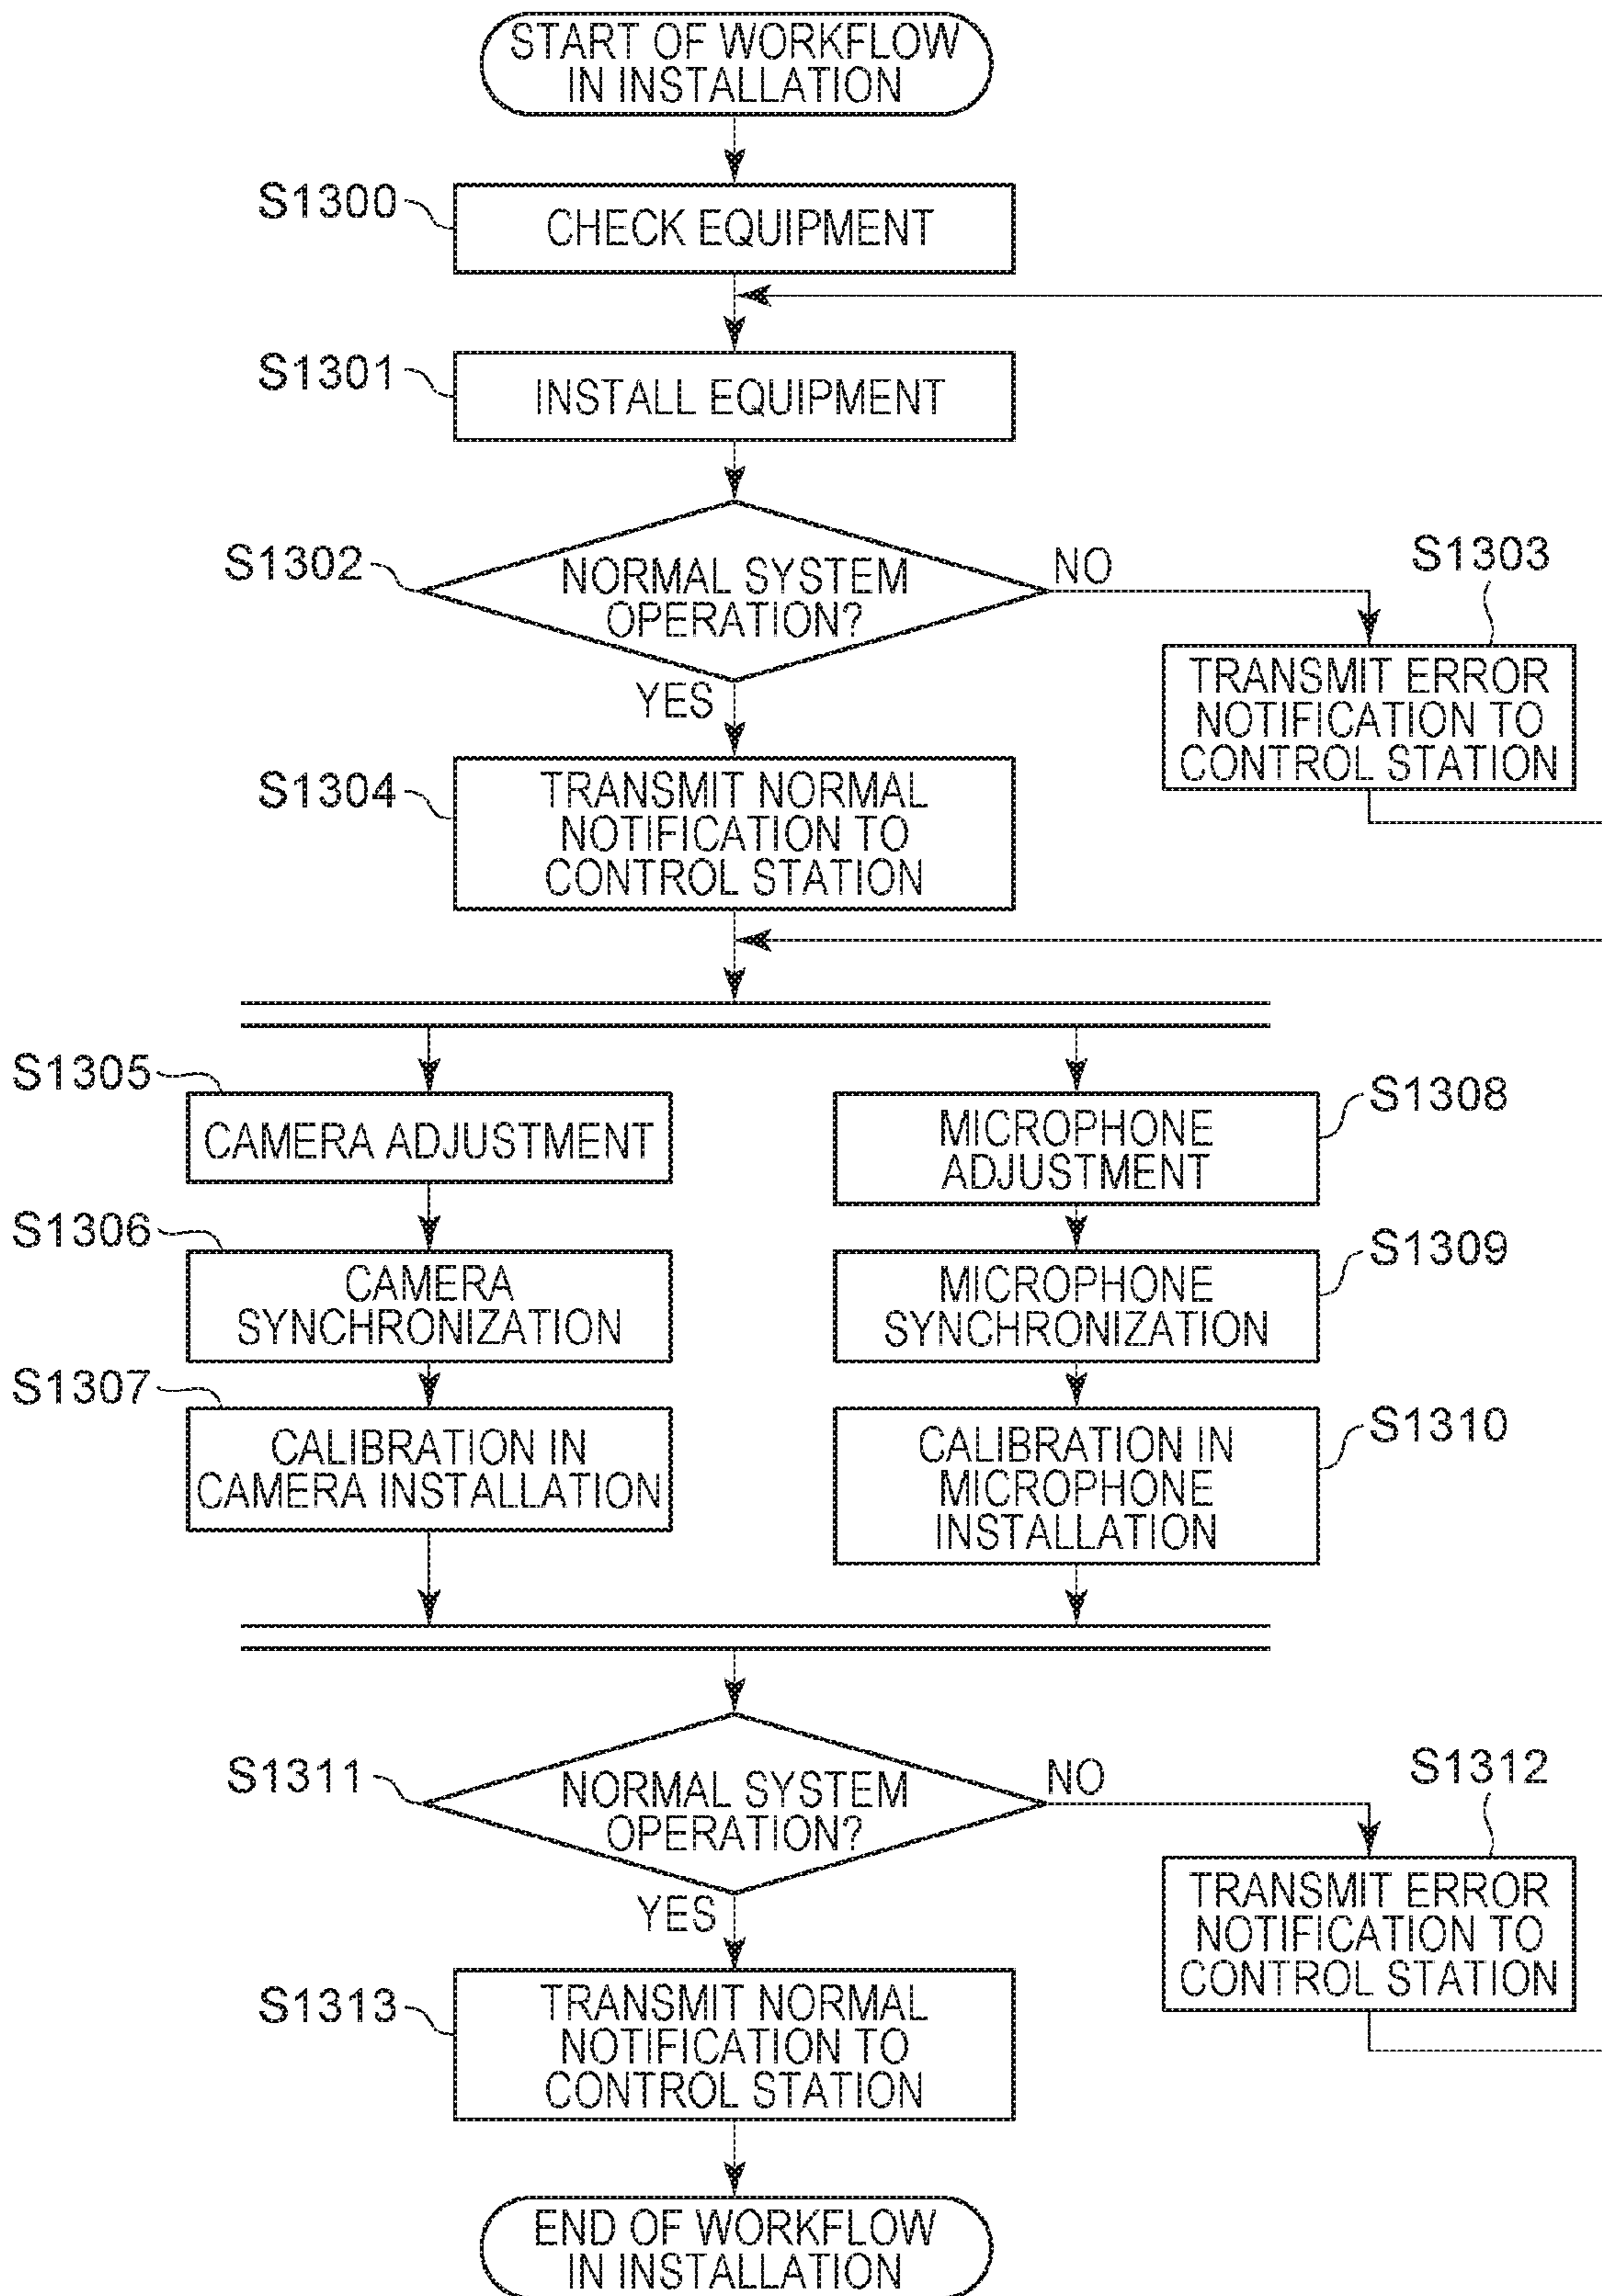 START OF WORKFLOW
IN INSTALLATION
S1300
CHECK EQUIPMENT
S1301
INSTALL EQUIPMENT
S1302
NORMAL SYSTEM
OPERATION?
NO
YES
S1303
TRANSMIT ERROR
NOTIFICATION TO
CONTROL STATION
S1304
TRANSMIT NORMAL
NOTIFICATION TO
CONTROL STATION
S1305
CAMERA ADJUSTMENT
S1306
CAMERA
SYNCHRONIZATION
S1307
CALIBRATION IN
CAMERA INSTALLATION
S1308
MICROPHONE
ADJUSTMENT
S1309
MICROPHONE
SYNCHRONIZATION
S1310
CALIBRATION IN
MICROPHONE
INSTALLATION
S1311
NORMAL SYSTEM
OPERATION?
NO
YES
S1312
TRANSMIT ERROR
NOTIFICATION TO
CONTROL STATION
S1313
TRANSMIT NORMAL
NOTIFICATION TO
CONTROL STATION
END OF WORKFLOW
IN INSTALLATION